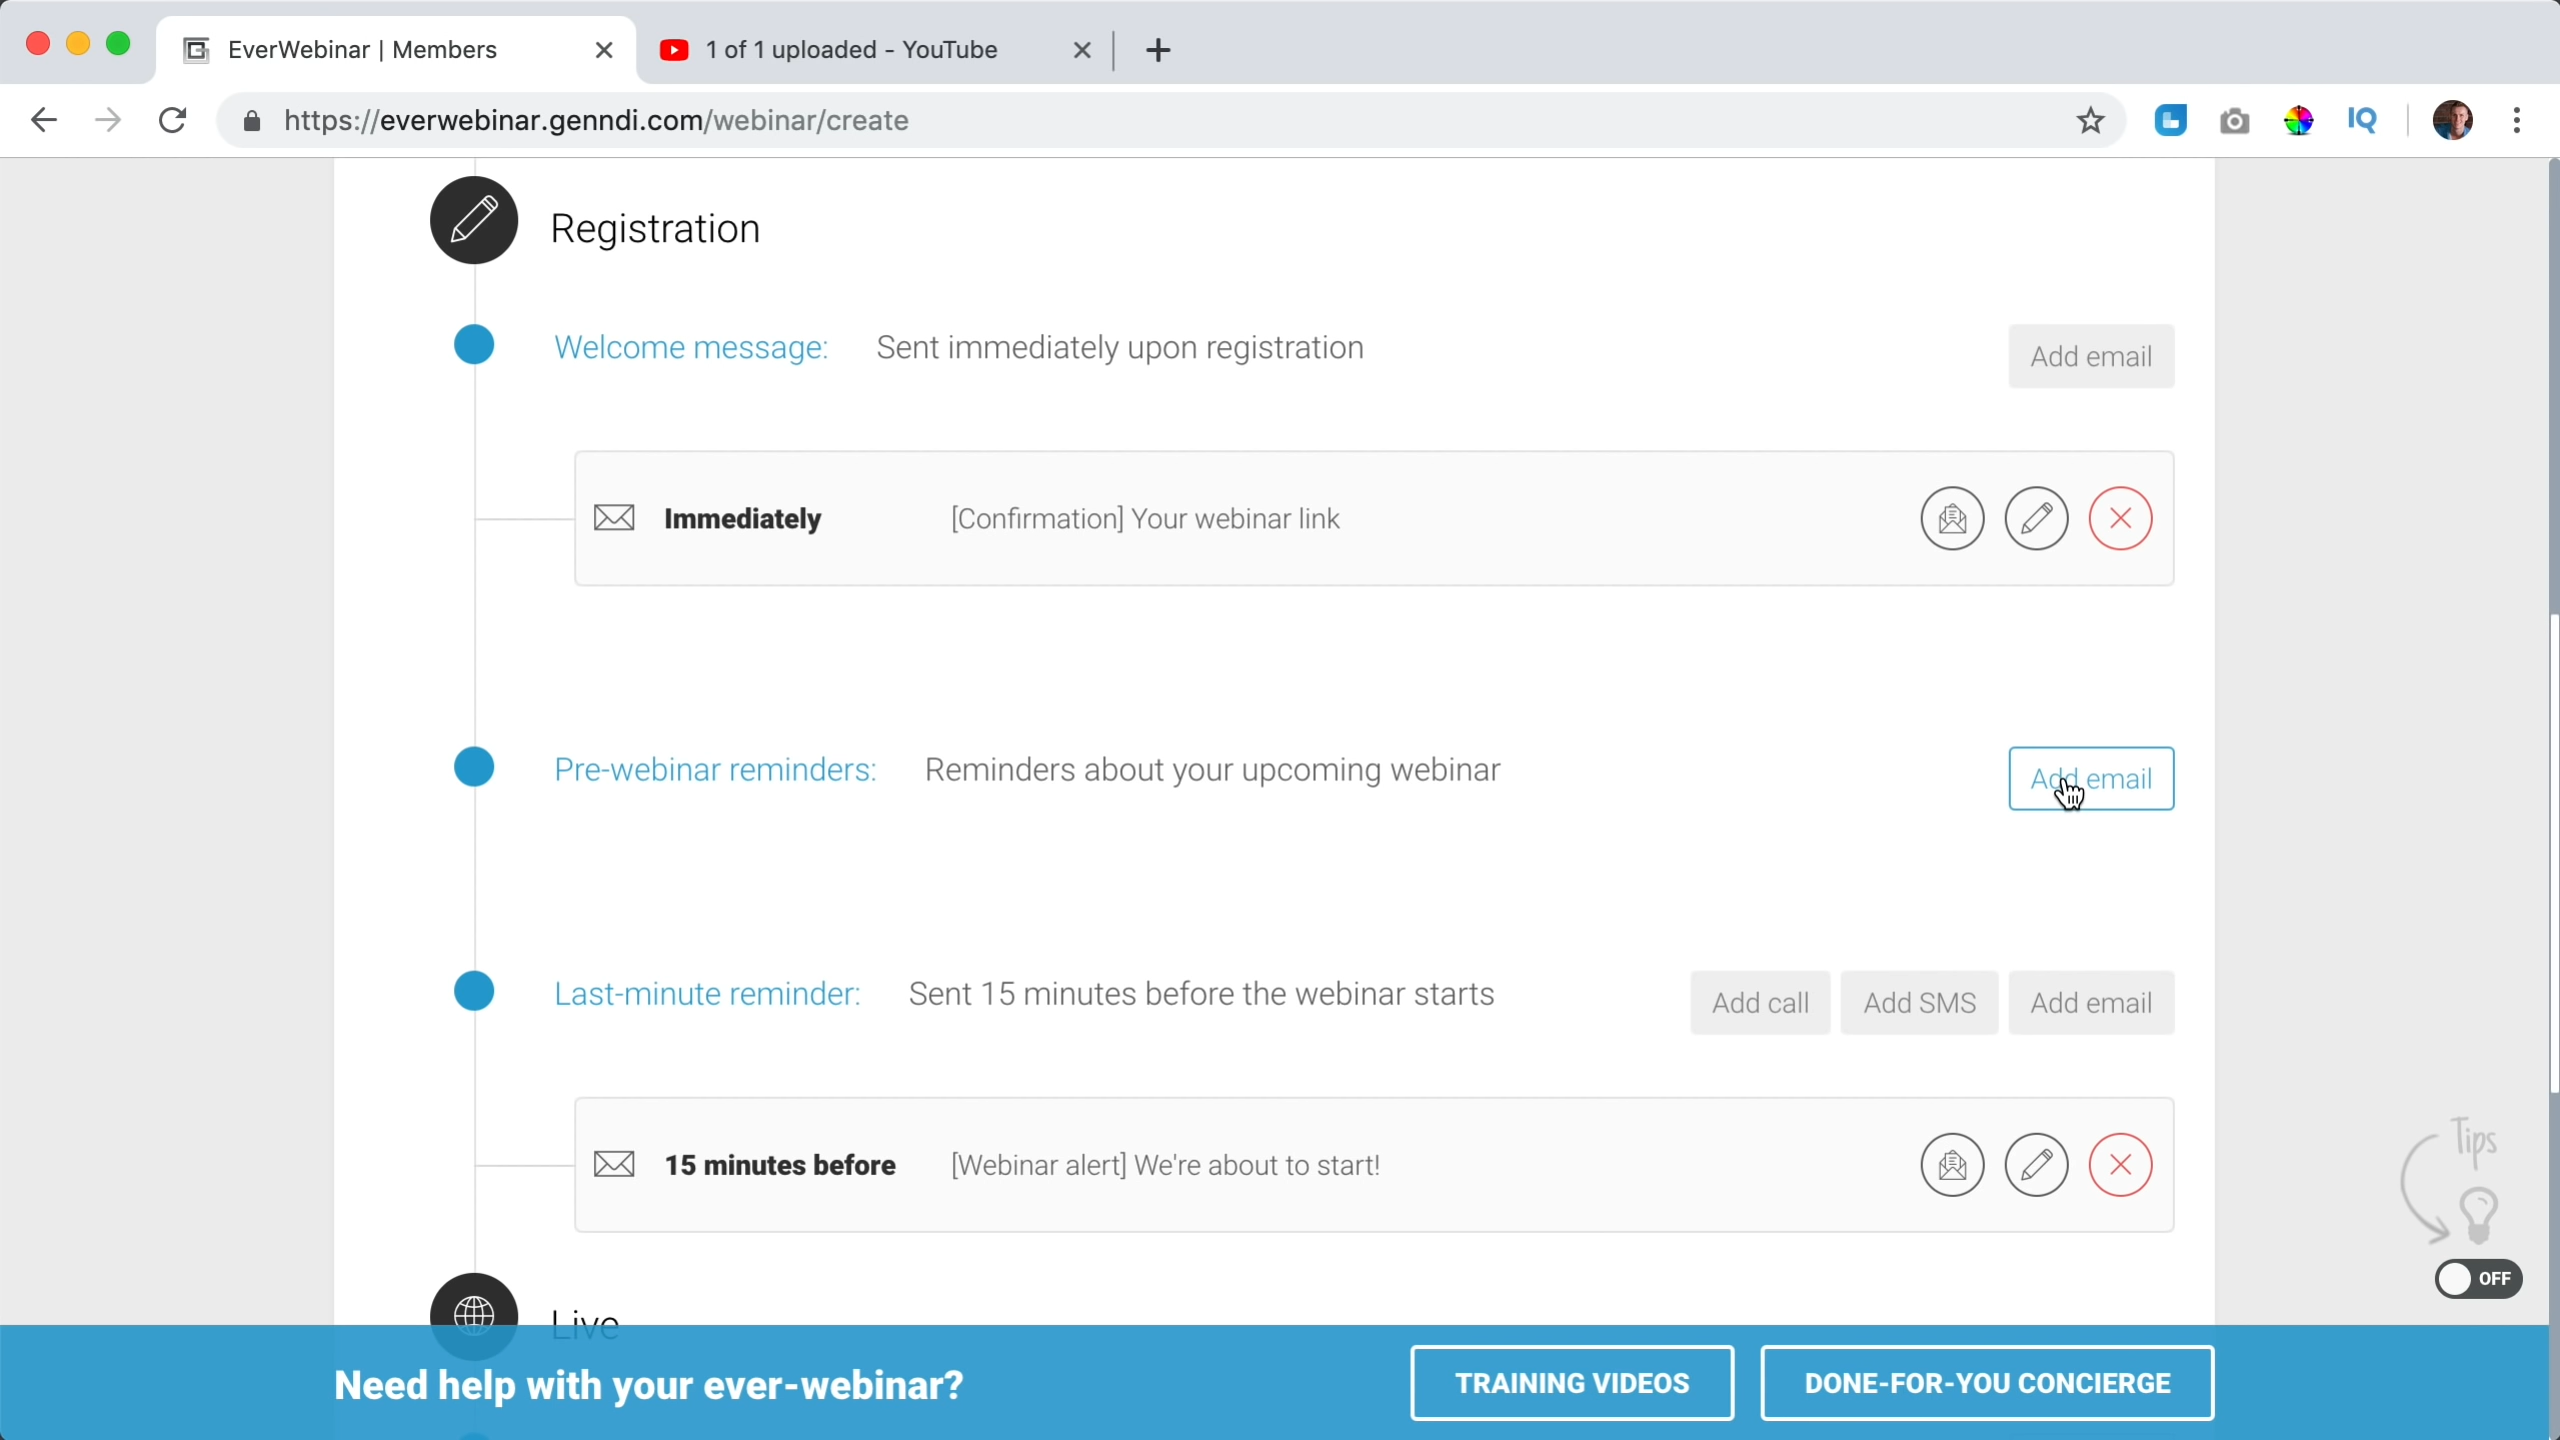 EverWebinar | Members
1 of 1 uploaded - YouTube
https://everwebinar.genndi.com/webinar/create
IQ
Registration
Welcome message: Sent immediately upon registration Add email
Immediately [Confirmation] Your webinar link
Pre-webinar reminders: Reminders about your upcoming webinar Add email
Last-minute reminder: Sent 15 minutes before the webinar starts Add call Add SMS Add email
15 minutes before [Webinar alert] We're about to start!
Tips
OFF
Live
Need help with your ever-webinar? TRAINING VIDEOS DONE-FOR-YOU CONCIERGE